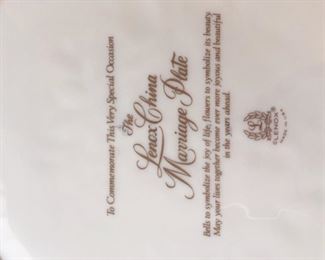 To Commemorate This Very Special Occasion
The
Lenox China
Marriage Plate
Bells to symbolize the joy of life, flowers to symbolize its beauty.
May your lives together become ever more joyous and beautiful
in the years ahead.
L
©LENOX®